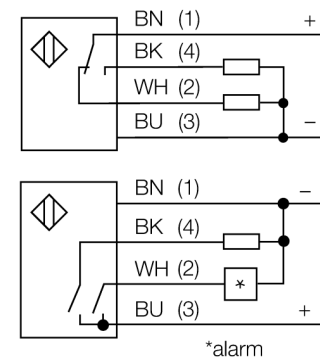 BN (1) +
BK (4)
WH (2)
BU (3) −
BN (1) −
BK (4)
WH (2)
*
BU (3) +
*alarm